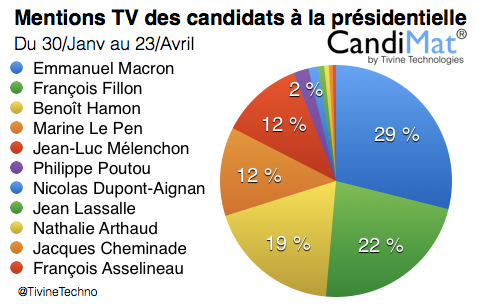 Mentions TV des candidats à la présidentielle
Du 30/Janv au 23/Avril
CandiMat®
by Tivine Technologies
Emmanuel Macron
François Fillon
Benoît Hamon
Marine Le Pen
Jean-Luc Mélenchon
Philippe Poutou
Nicolas Dupont-Aignan
Jean Lassalle
Nathalie Arthaud
Jacques Cheminade
François Asselineau
2 %
29 %
12 %
12 %
19 %
22 %
@TivineTechno